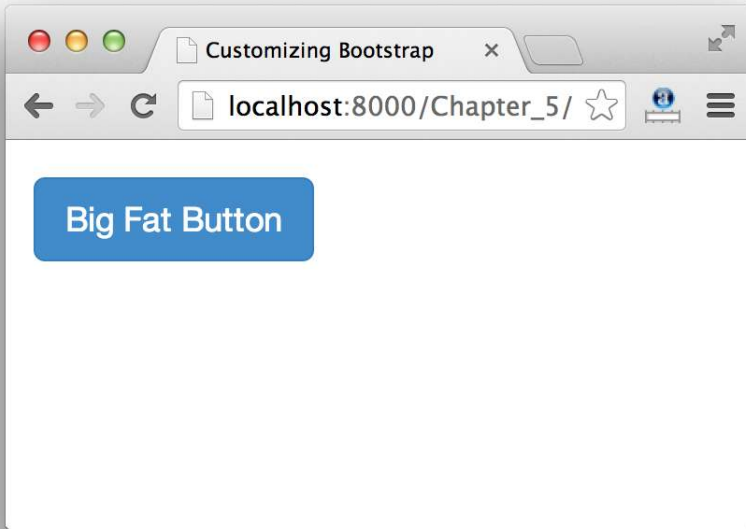 Customizing Bootstrap
localhost:8000/Chapter_5/
Big Fat Button